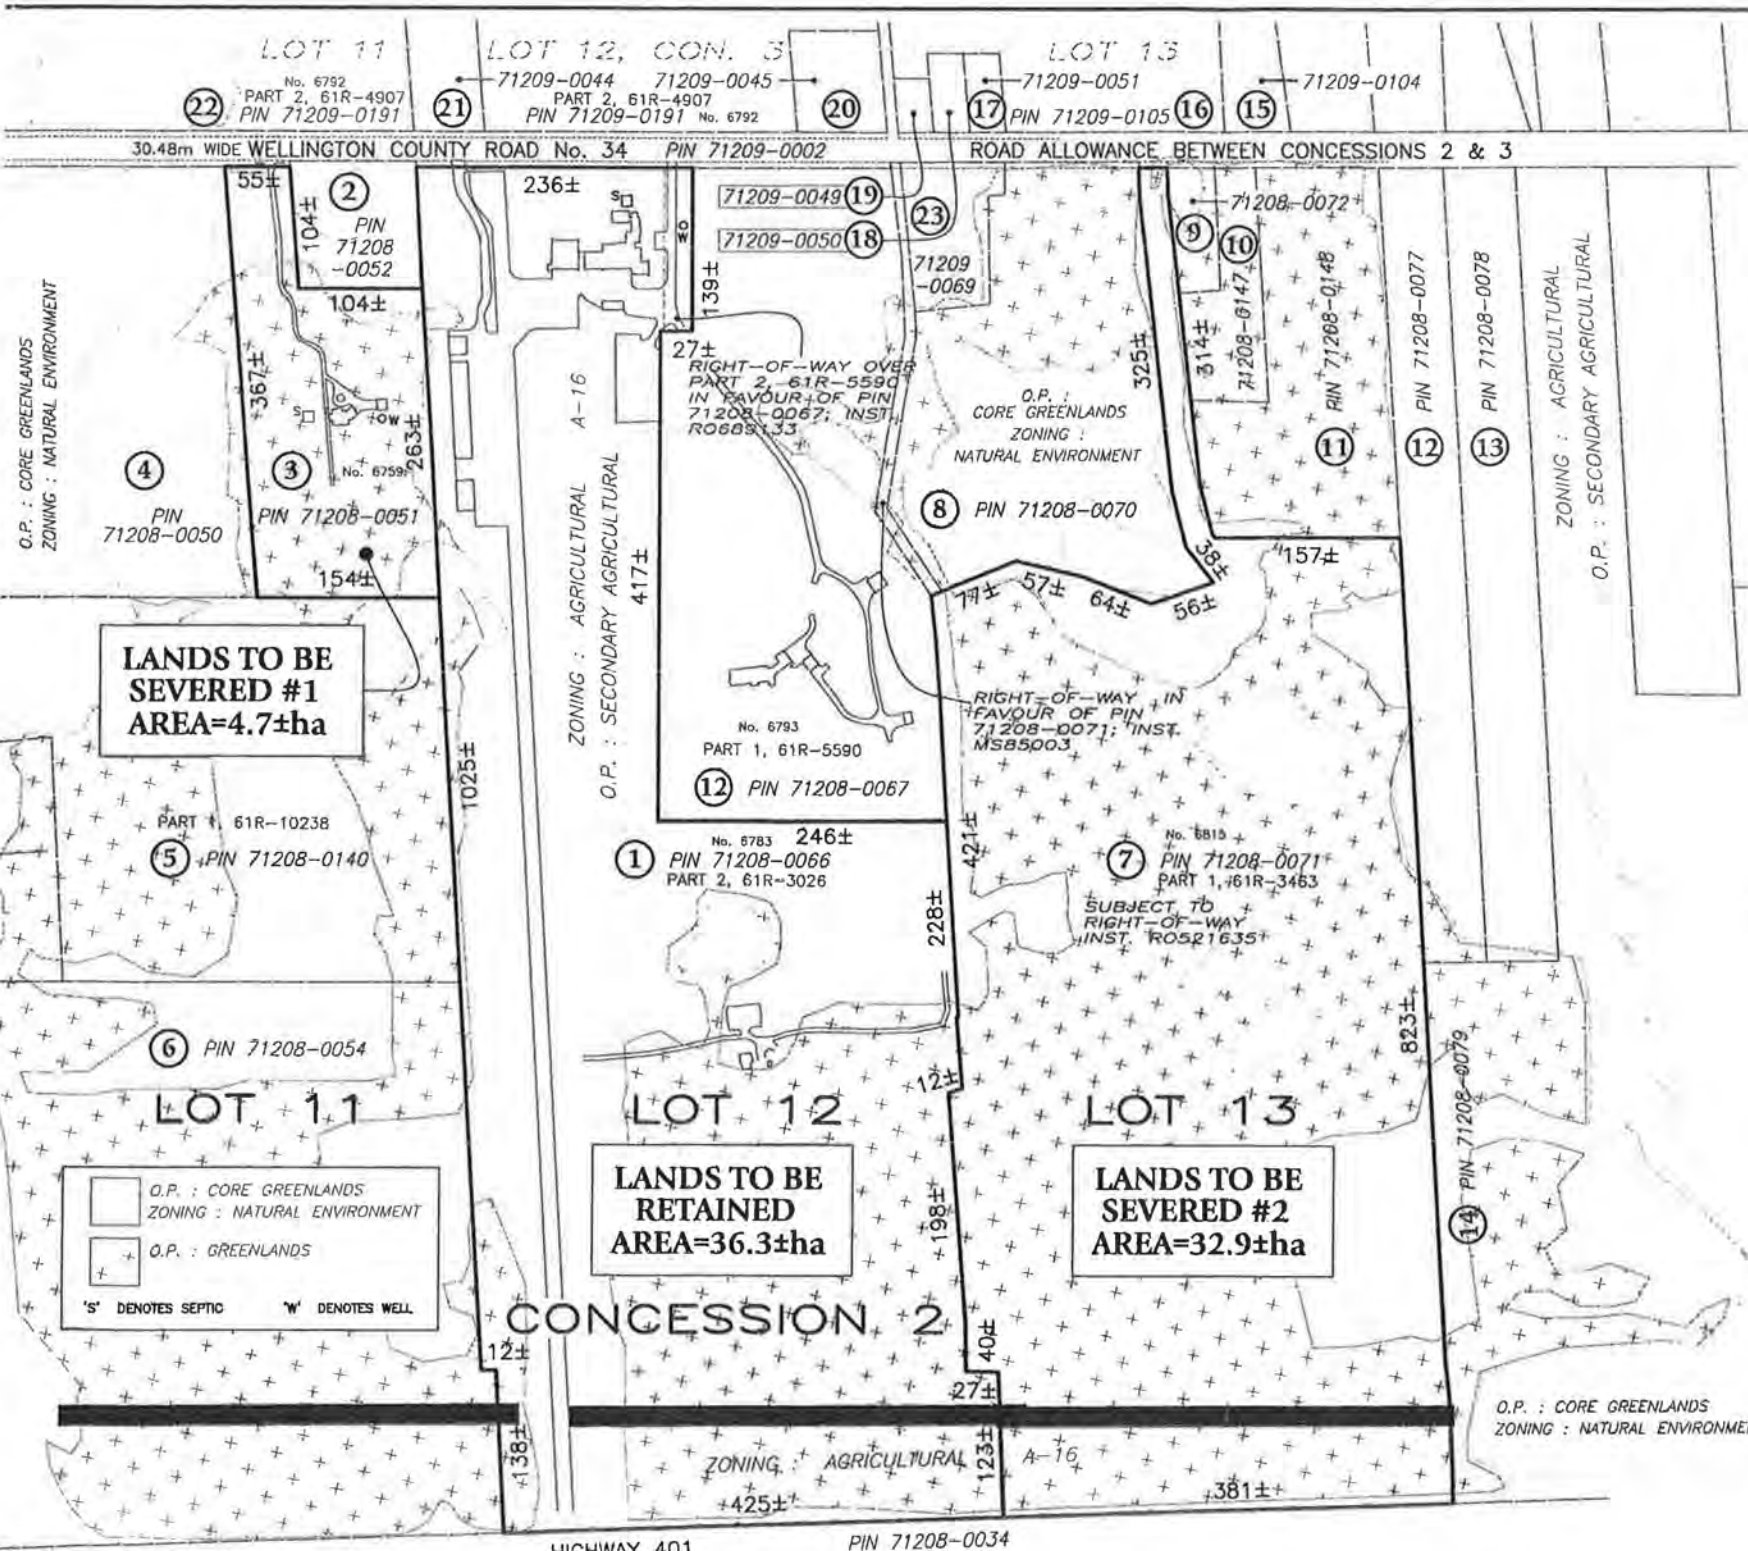 LOT 11
LOT 12, CON. 3
LOT 13
No. 6792
PART 2, 61R-4907
PIN 71209-0191
22
21
71209-0044
71209-0045
PART 2, 61R-4907
PIN 71209-0191 No. 6792
20
71209-0051
17
PIN 71209-0105
16
15
71209-0104
30.48m WIDE WELLINGTON COUNTY ROAD No. 34
PIN 71209-0002
ROAD ALLOWANCE BETWEEN CONCESSIONS 2 & 3
55±
104±
2
PIN
71208
-0052
104±
236±
S
OW
139±
27±
71209-0049
19
71209-0050
18
23
71209
-0069
9
71208-0072
10
71208-0147
PIN 71208-0148
11
PIN 71208-0077
12
PIN 71208-0078
13
ZONING : AGRICULTURAL
O.P. : SECONDARY AGRICULTURAL
O.P. : CORE GREENLANDS
ZONING : NATURAL ENVIRONMENT
367±
263±
S
OW
No. 6759
4
PIN
71208-0050
3
PIN 71208-0051
154±
RIGHT-OF-WAY OVER
PART 2, 61R-5590
IN FAVOUR OF PIN
71208-0067; INST.
RO689133
A-16
ZONING : AGRICULTURAL
O.P. : SECONDARY AGRICULTURAL
417±
325±
314±
O.P. :
CORE GREENLANDS
ZONING :
NATURAL ENVIRONMENT
8
PIN 71208-0070
38±
157±
77±
57±
64±
56±
LANDS TO BE
SEVERED #1
AREA=4.7±ha
1025±
RIGHT-OF-WAY IN
FAVOUR OF PIN
71208-0071; INST.
MS85003
No. 6793
PART 1, 61R-5590
12
PIN 71208-0067
PART 1, 61R-10238
5
PIN 71208-0140
No. 6783
246±
1
PIN 71208-0066
PART 2, 61R-3026
421±
228±
No. 6815
7
PIN 71208-0071
PART 1, 61R-3463
SUBJECT TO
RIGHT-OF-WAY
INST. RO521635
823±
6
PIN 71208-0054
12±
14
PIN 71208-0079
LOT 11
LOT 12
LOT 13
LANDS TO BE
RETAINED
AREA=36.3±ha
198±
LANDS TO BE
SEVERED #2
AREA=32.9±ha
O.P. : CORE GREENLANDS
ZONING : NATURAL ENVIRONMENT
O.P. : GREENLANDS
'S' DENOTES SEPTIC
'W' DENOTES WELL
CONCESSION 2
12±
40±
27±
O.P. : CORE GREENLANDS
ZONING : NATURAL ENVIRONME
138±
ZONING : AGRICULTURAL
123±
A-16
425±
381±
HIGHWAY 401
PIN 71208-0034